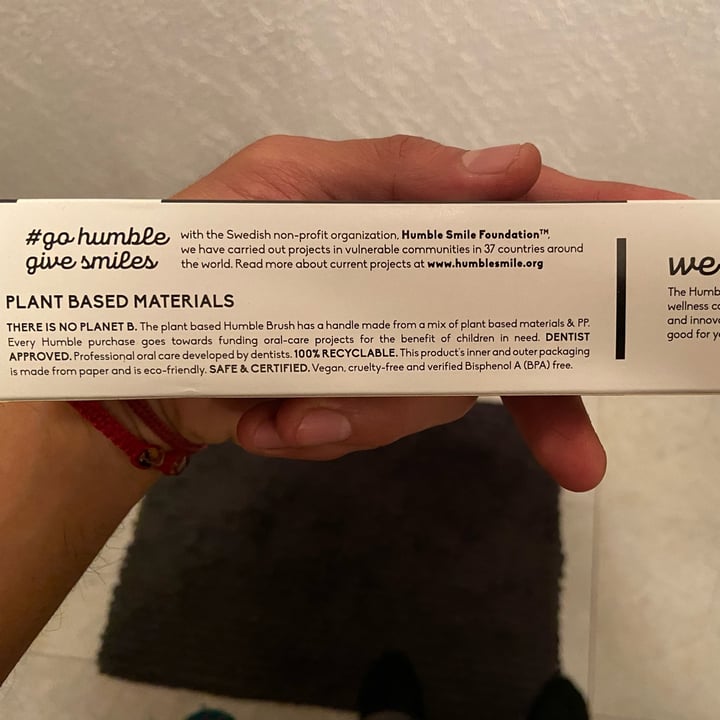 #go humble
give smiles
with the Swedish non-profit organization, Humble Smile Foundation™,
we have carried out projects in vulnerable communities in 37 countries around
the world. Read more about current projects at www.humblesmile.org
PLANT BASED MATERIALS
THERE IS NO PLANET B. The plant based Humble Brush has a handle made from a mix of plant based materials & PP.
Every Humble purchase goes towards funding oral-care projects for the benefit of children in need. DENTIST
APPROVED. Professional oral care developed by dentists. 100% RECYCLABLE. This product's inner and outer packaging
is made from paper and is eco-friendly. SAFE & CERTIFIED. Vegan, cruelty-free and verified Bisphenol A (BPA) free.
we
The Humb
wellness co
and innovo
good for y